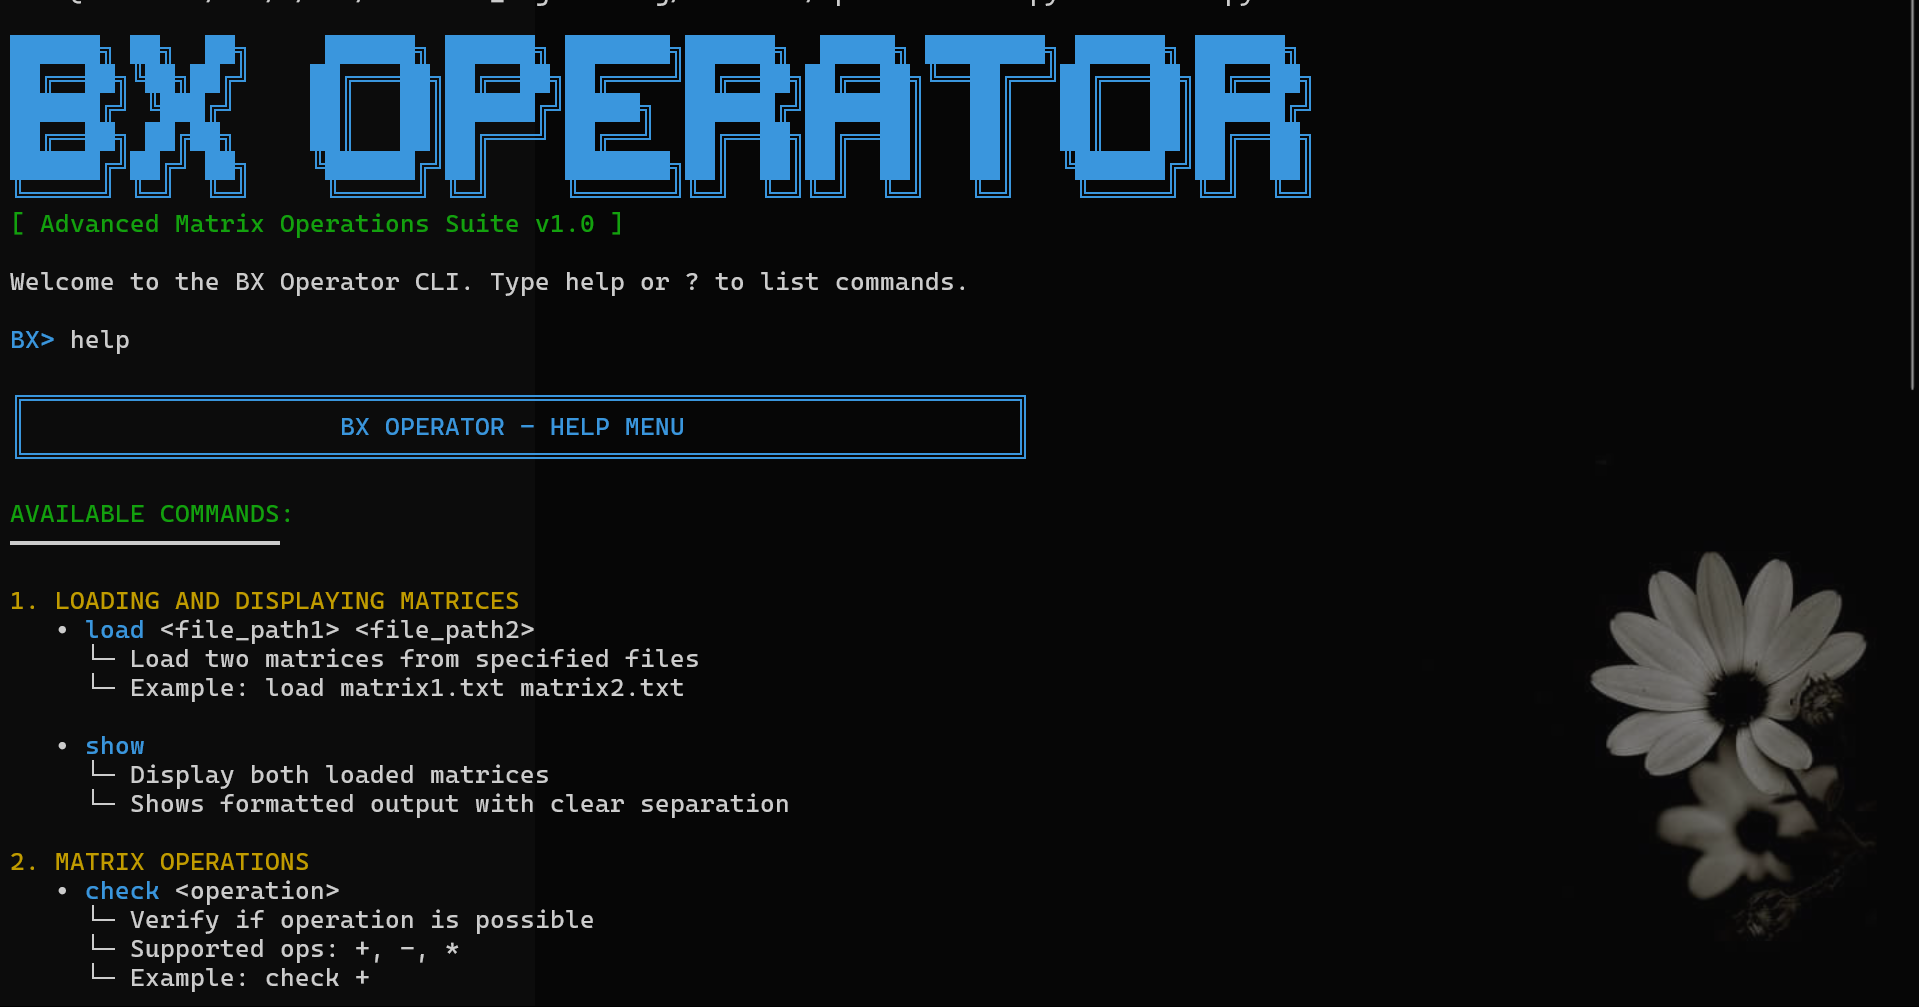 BX OPERATOR
[ Advanced Matrix Operations Suite v1.0 ]
Welcome to the BX Operator CLI. Type help or ? to list commands.
BX> help
BX OPERATOR - HELP MENU
AVAILABLE COMMANDS:
1. LOADING AND DISPLAYING MATRICES
• load <file_path1> <file_path2>
└─ Load two matrices from specified files
└─ Example: load matrix1.txt matrix2.txt
• show
└─ Display both loaded matrices
└─ Shows formatted output with clear separation
2. MATRIX OPERATIONS
• check <operation>
└─ Verify if operation is possible
└─ Supported ops: +, -, *
└─ Example: check +